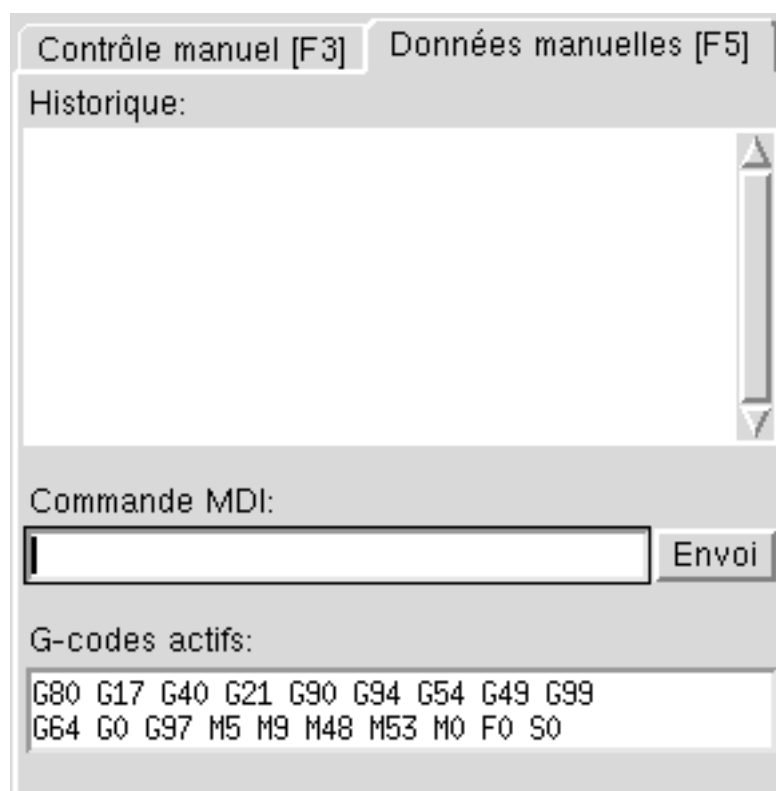 Contrôle manuel [F3] Données manuelles [F5]
Historique:
Commande MDI:
Envoi
G-codes actifs:
G80 G17 G40 G21 G90 G94 G54 G49 G99
G64 G0 G97 M5 M9 M48 M53 M0 F0 S0